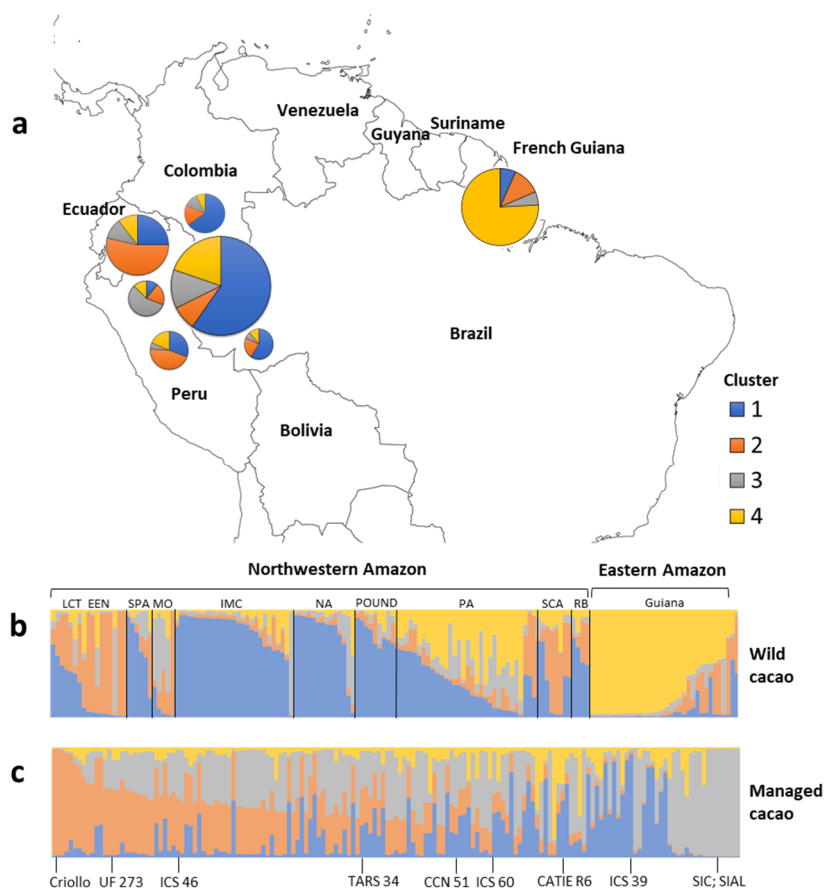 a
Venezuela
Guyana
Suriname
French Guiana
Colombia
Ecuador
Brazil
Peru
Bolivia
Cluster
1
2
3
4
Northwestern Amazon
Eastern Amazon
LCT EEN SPA MO IMC NA POUND PA SCA RB Guiana
b
Wild
cacao
c
Managed
cacao
Criollo UF 273 ICS 46 TARS 34 CCN 51 ICS 60 CATIE R6 ICS 39 SIC; SIAL